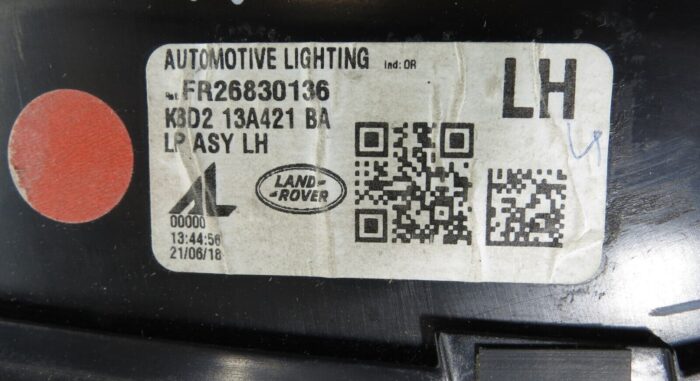 AUTOMOTIVE LIGHTING Ind: OR
FR26830136
K8D2 13A421 BA
LP ASY LH
LH
AL
LAND-
-ROVER
00000
13:44:56
21/06/18